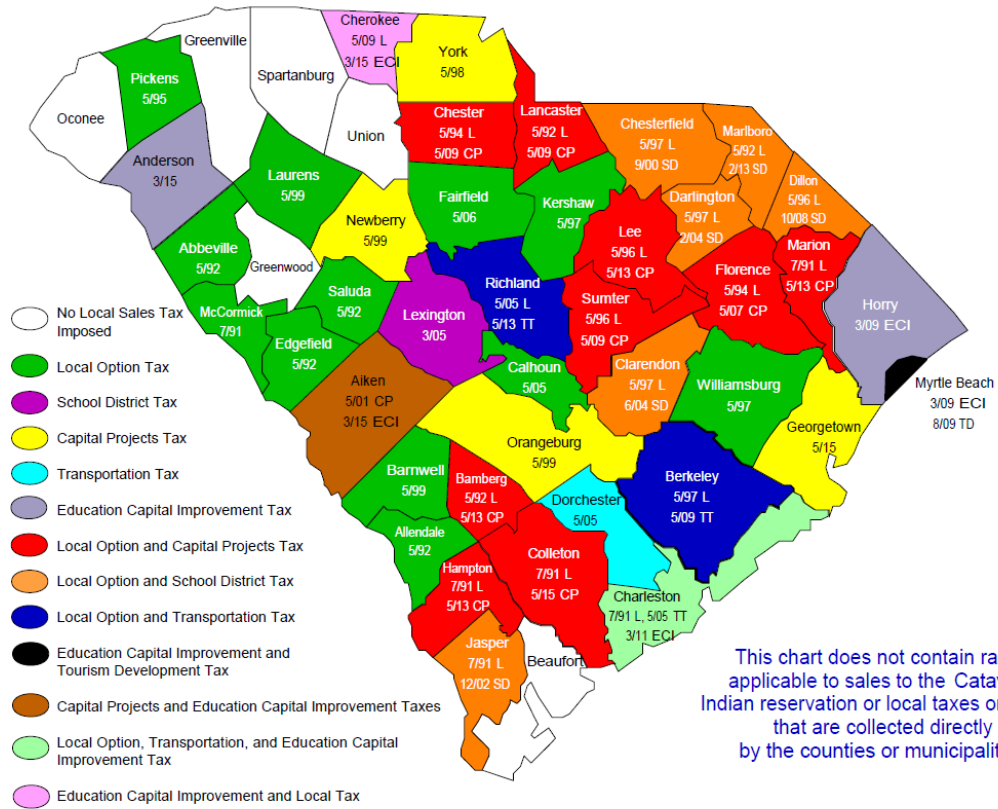 Cherokee
5/09 L
3/15 ECI
Greenville
York
5/98
Spartanburg
Pickens
5/95
Oconee
Union
Chester
5/94 L
5/09 CP
Lancaster
5/92 L
5/09 CP
Chesterfield
5/97 L
9/00 SD
Marlboro
5/92 L
2/13 SD
Dillon
5/96 L
10/08 SD
Anderson
3/15
Laurens
5/99
Fairfield
5/06
Kershaw
5/97
Darlington
5/97 L
2/04 SD
Newberry
5/99
Lee
5/96 L
5/13 CP
Marion
7/91 L
5/13 CP
Florence
5/94 L
5/07 CP
Abbeville
5/92
Greenwood
Saluda
5/92
Richland
5/05 L
5/13 TT
Sumter
5/96 L
5/09 CP
Horry
3/09 ECI
McCormick
7/91
Lexington
3/05
Edgefield
5/92
Calhoun
5/05
Clarendon
5/97 L
6/04 SD
Williamsburg
5/97
Myrtle Beach
3/09 ECI
8/09 TD
Aiken
5/01 CP
3/15 ECI
Georgetown
5/15
Orangeburg
5/99
Barnwell
5/99
Bamberg
5/92 L
5/13 CP
Berkeley
5/97 L
5/09 TT
Dorchester
5/05
Allendale
5/92
Colleton
7/91 L
5/15 CP
Hampton
7/91 L
5/13 CP
Charleston
7/91 L, 5/05 TT
3/11 ECI
Jasper
7/91 L
12/02 SD
Beaufort
No Local Sales Tax
Imposed
Local Option Tax
School District Tax
Capital Projects Tax
Transportation Tax
Education Capital Improvement Tax
Local Option and Capital Projects Tax
Local Option and School District Tax
Local Option and Transportation Tax
Education Capital Improvement and
Tourism Development Tax
Capital Projects and Education Capital Improvement Taxes
Local Option, Transportation, and Education Capital
Improvement Tax
Education Capital Improvement and Local Tax
This chart does not contain ra
applicable to sales to the Cata
Indian reservation or local taxes or
that are collected directly
by the counties or municipalit